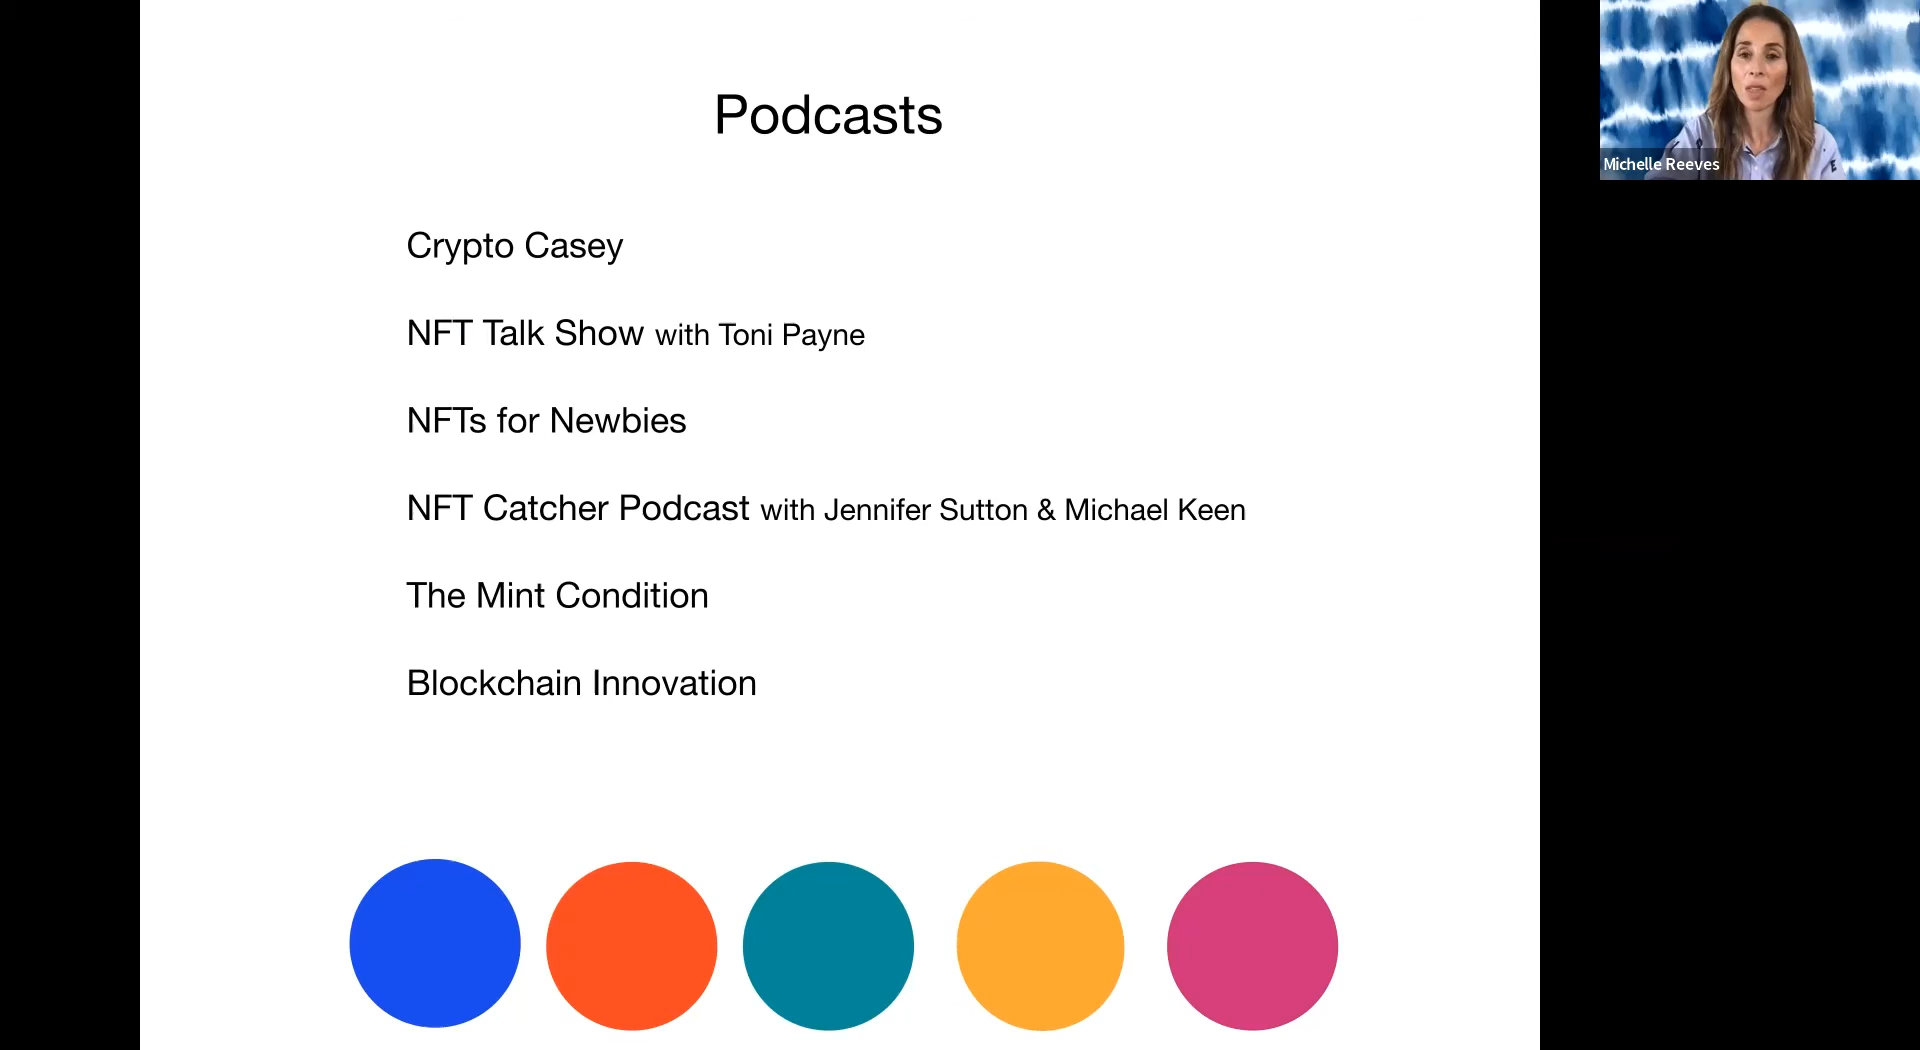 Podcasts
Crypto Casey
NFT Talk Show with Toni Payne
NFTs for Newbies
NFT Catcher Podcast with Jennifer Sutton & Michael Keen
The Mint Condition
Blockchain Innovation
Michelle Reeves